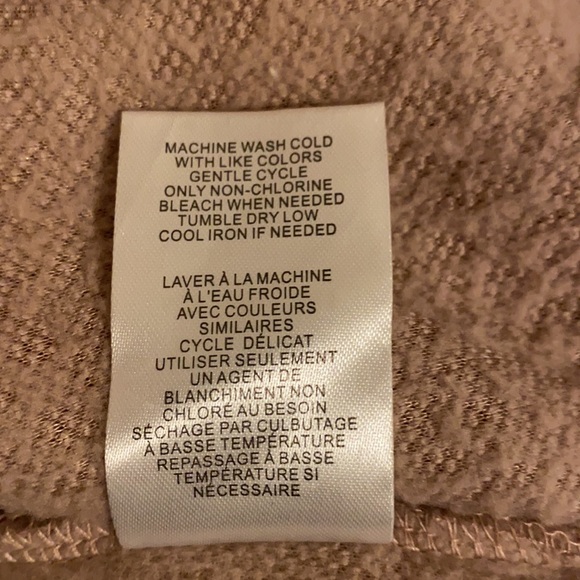 MACHINE WASH COLD
WITH LIKE COLORS
GENTLE CYCLE
ONLY NON-CHLORINE
BLEACH WHEN NEEDED
TUMBLE DRY LOW
COOL IRON IF NEEDED
LAVER À LA MACHINE
À L'EAU FROIDE
AVEC COULEURS
SIMILAIRES
CYCLE DÉLICAT
UTILISER SEULEMENT
UN AGENT DE
BLANCHIMENT NON
CHLORÉ AU BESOIN
SÉCHAGE PAR CULBUTAGE
À BASSE TEMPÉRATURE
REPASSAGE À BASSE
TEMPÉRATURE SI
NÉCESSAIRE